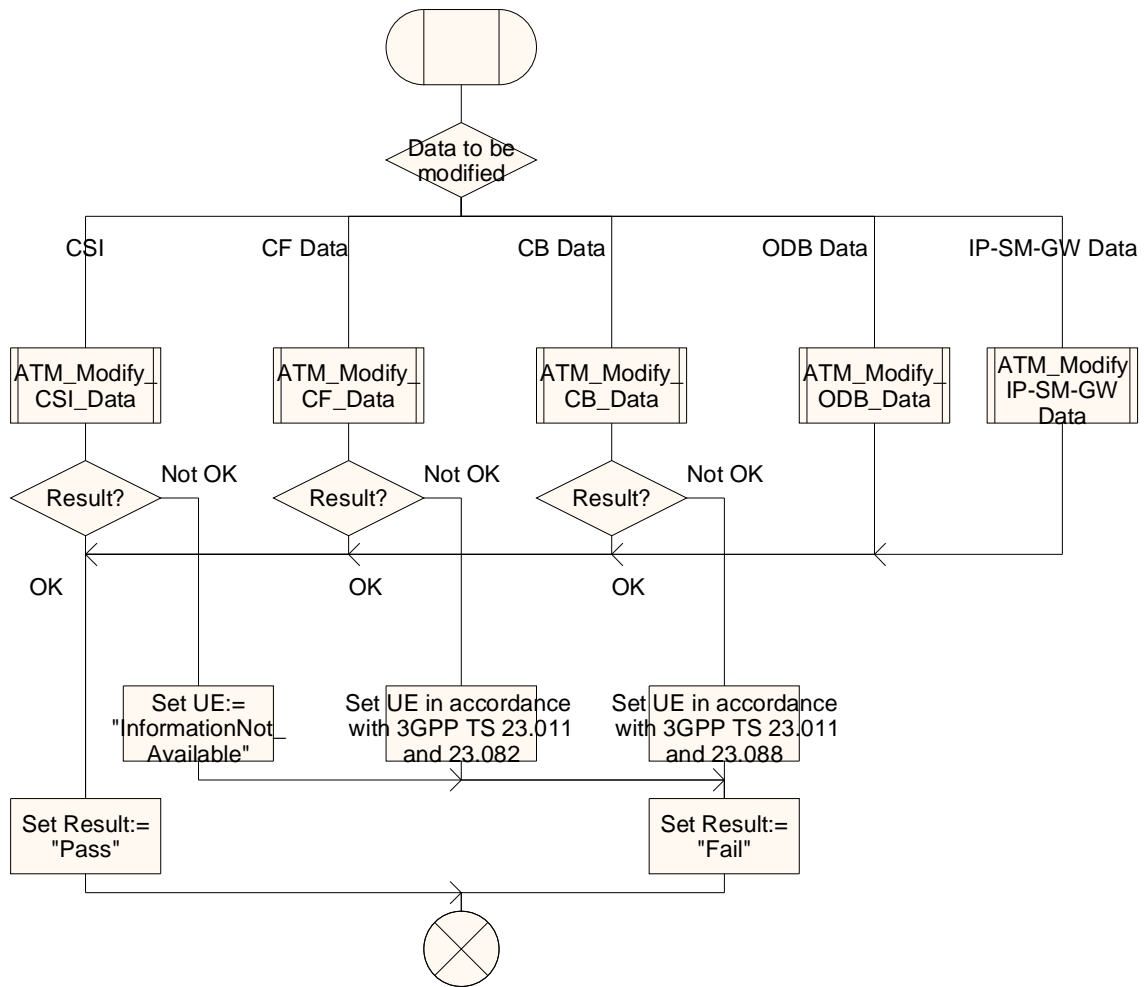 Data to be
modified
CSI
CF Data
CB Data
ODB Data
IP-SM-GW Data
ATM_Modify_
CSI_Data
ATM_Modify_
CF_Data
ATM_Modify_
CB_Data
ATM_Modify_
ODB_Data
ATM_Modify
IP-SM-GW
Data
Result?
Not OK
Result?
Not OK
Result?
Not OK
OK
OK
OK
Set UE:=
"InformationNot_
Available"
Set UE in accordance
with 3GPP TS 23.011
and 23.082
Set UE in accordance
with 3GPP TS 23.011
and 23.088
Set Result:=
"Pass"
Set Result:=
"Fail"